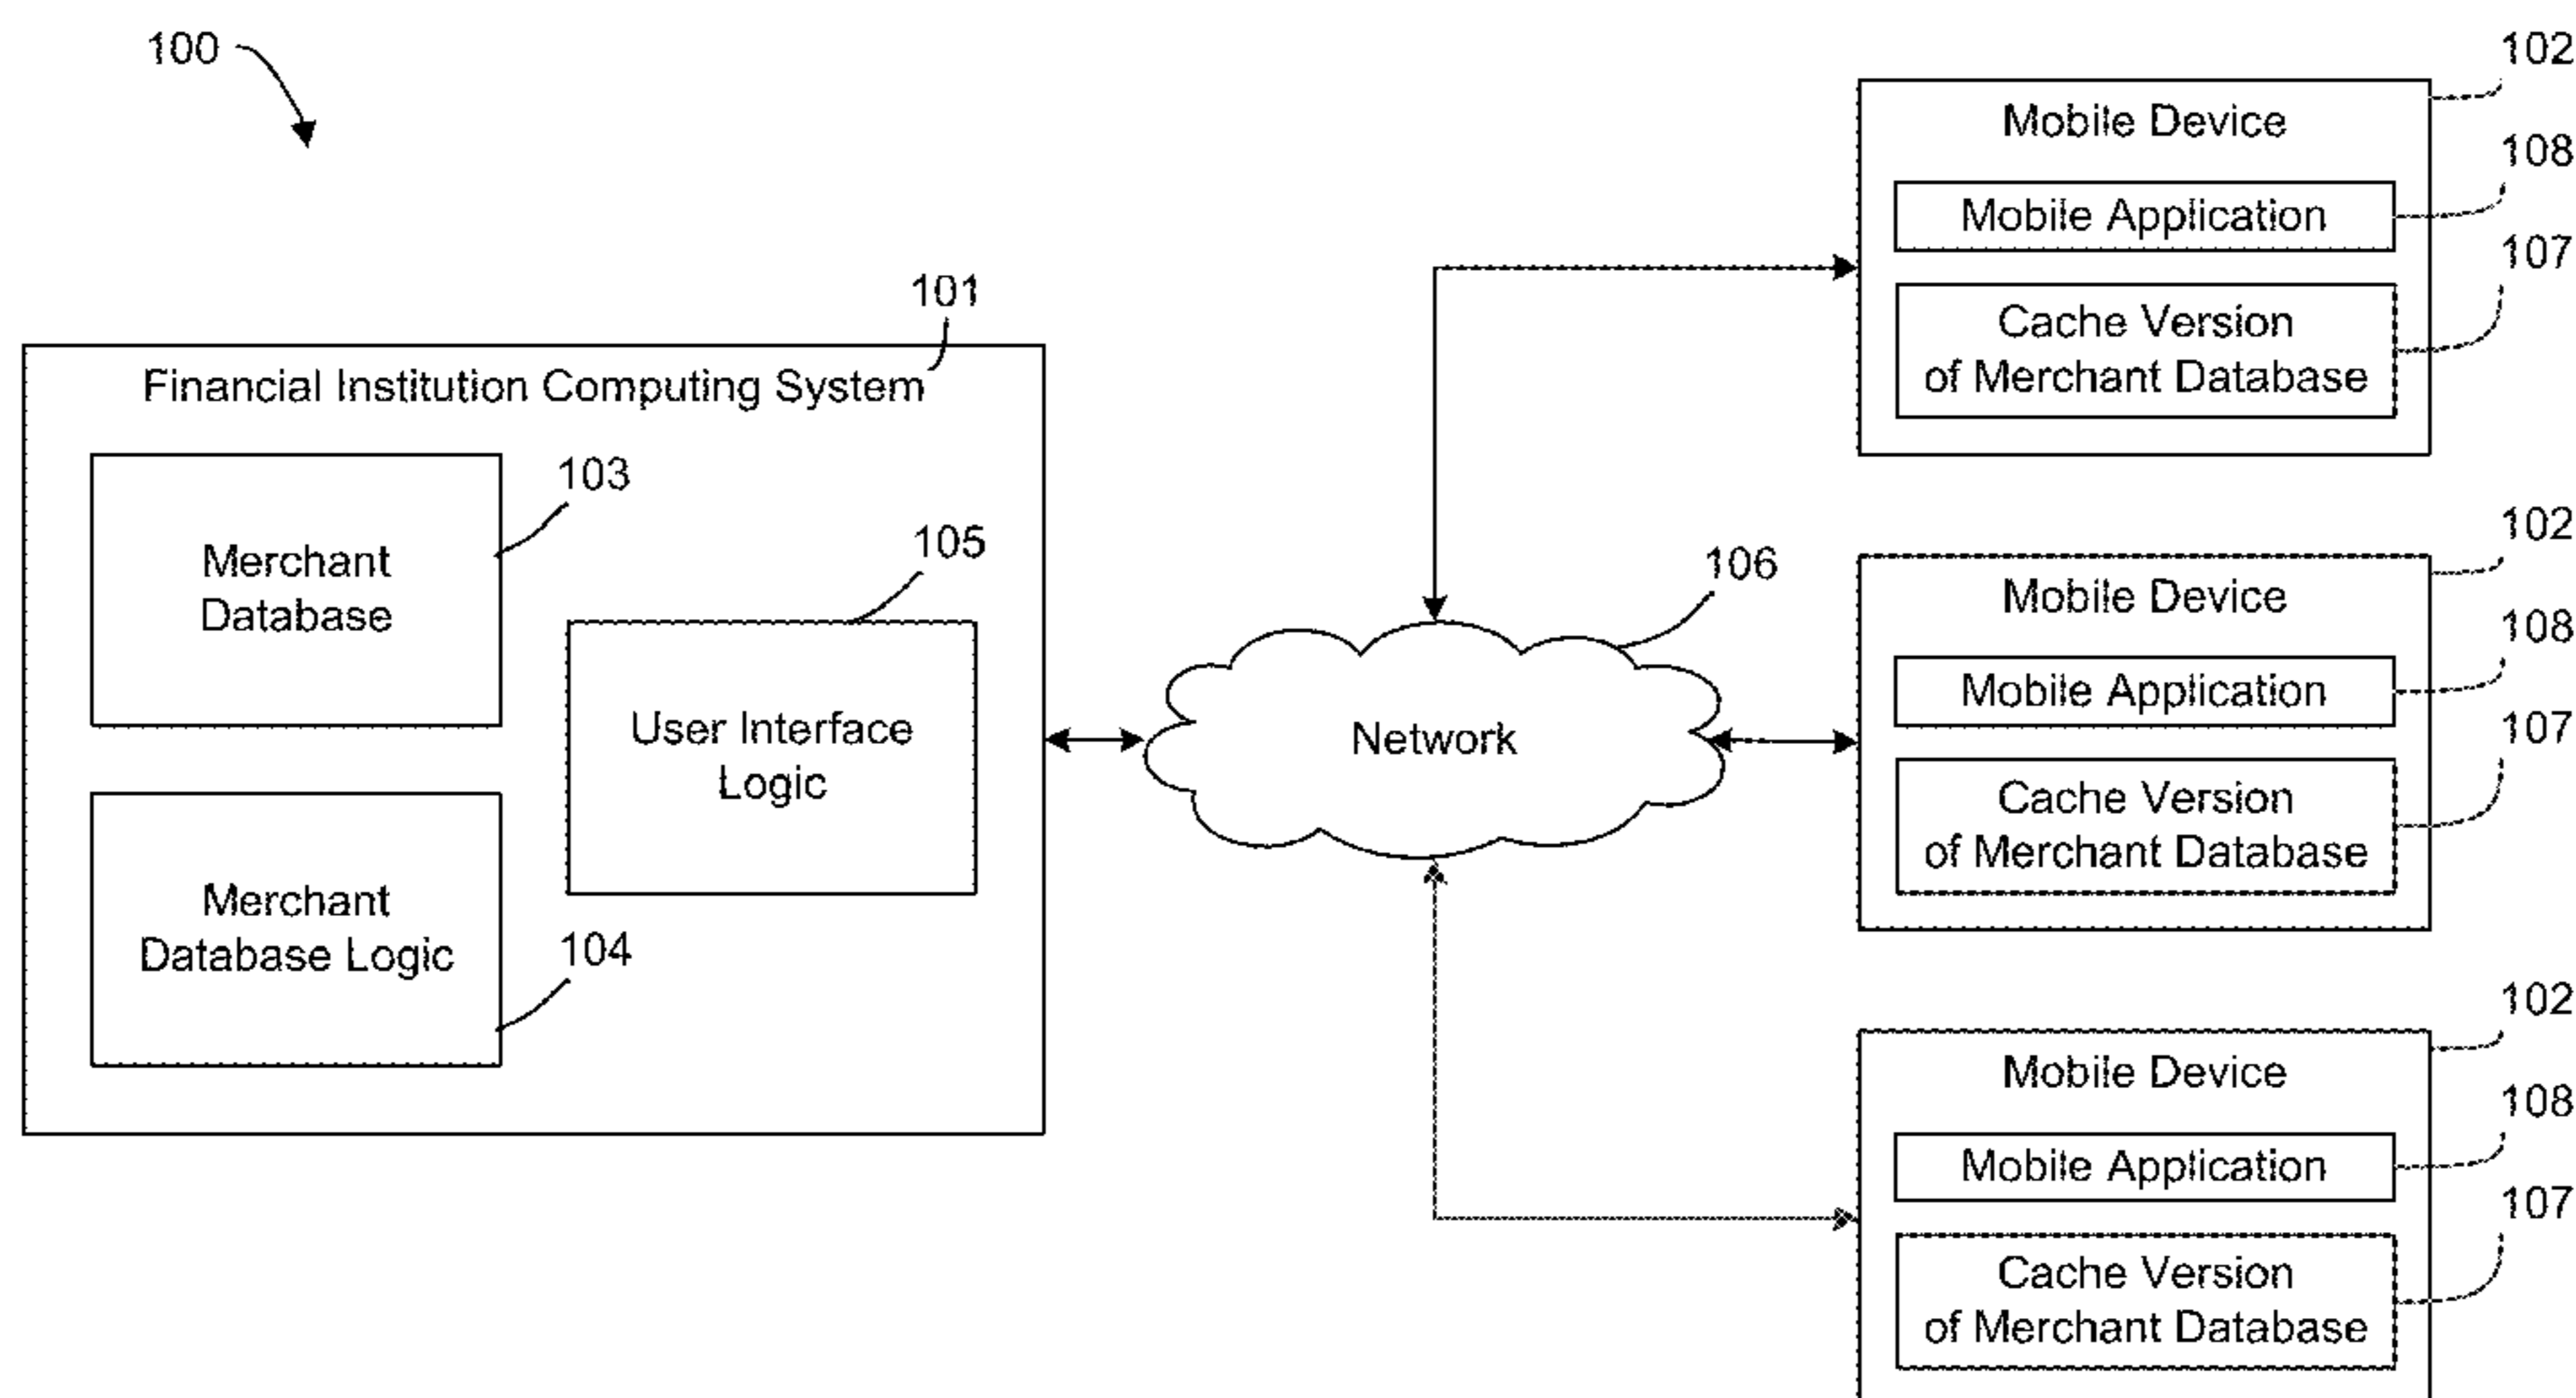 100
101
Financial Institution Computing System
103
Merchant
Database
105
User Interface
Logic
Merchant
Database Logic
104
106
Network
102
Mobile Device
108
Mobile Application
107
Cache Version
of Merchant Database
102
Mobile Device
108
Mobile Application
107
Cache Version
of Merchant Database
102
Mobile Device
108
Mobile Application
107
Cache Version
of Merchant Database